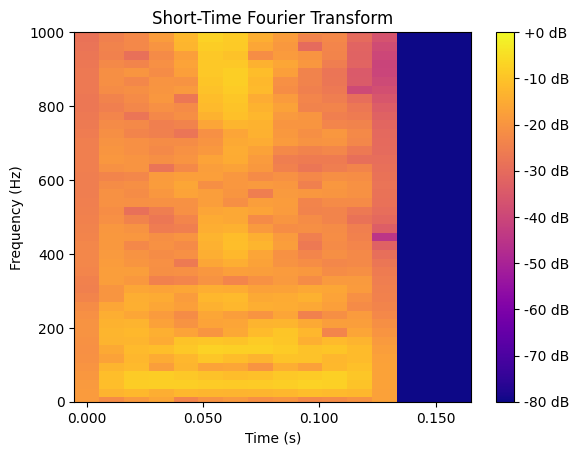 Short-Time Fourier Transform
1000
800
600
400
200
0
Frequency (Hz)
0.000
0.050
0.100
0.150
Time (s)
+0 dB
-10 dB
-20 dB
-30 dB
-40 dB
-50 dB
-60 dB
-70 dB
-80 dB